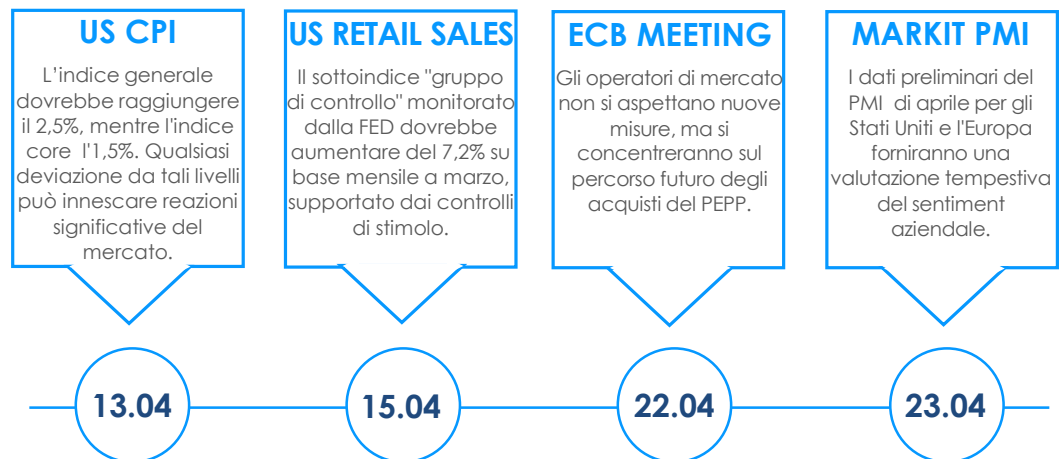 US CPI
L'indice generale
dovrebbe raggiungere
il 2,5%, mentre l'indice
core l'1,5%. Qualsiasi
deviazione da tali livelli
può innescare reazioni
significative del
mercato.
US RETAIL SALES
Il sottoindice "gruppo
di controllo" monitorato
dalla FED dovrebbe
aumentare del 7,2% su
base mensile a marzo,
supportato dai controlli
di stimolo.
ECB MEETING
Gli operatori di mercato
non si aspettano nuove
misure, ma si
concentreranno sul
percorso futuro degli
acquisti del PEPP.
MARKIT PMI
I dati preliminari del
PMI di aprile per gli
Stati Uniti e l'Europa
forniranno una
valutazione tempestiva
del sentiment
aziendale.
13.04
15.04
22.04
23.04